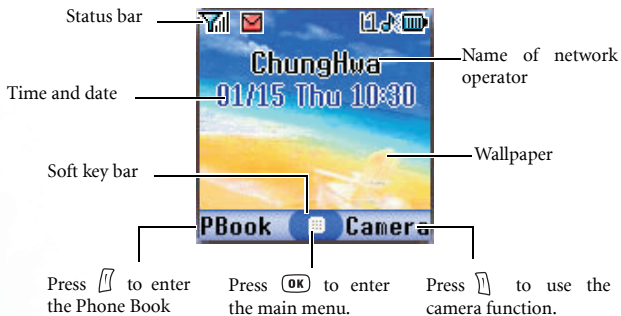 Status bar
ChungHwa
Name of network operator
Time and date
01/15 Thu 10:30
Wallpaper
Soft key bar
PBook
Camera
Press to enter the Phone Book
Press OK to enter the main menu.
Press to use the camera function.